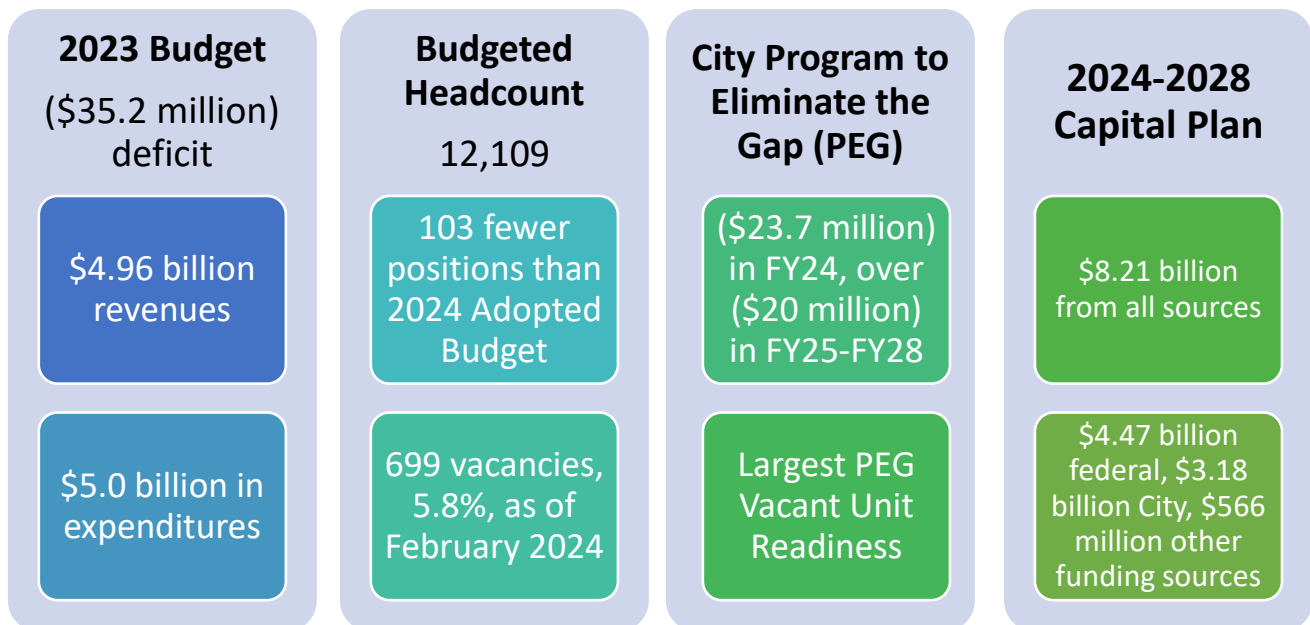 2023 Budget
($35.2 million)
deficit
$4.96 billion
revenues
$5.0 billion in
expenditures
Budgeted
Headcount
12,109
103 fewer
positions than
2024 Adopted
Budget
699 vacancies,
5.8%, as of
February 2024
City Program to
Eliminate the
Gap (PEG)
($23.7 million)
in FY24, over
($20 million)
in FY25-FY28
Largest PEG
Vacant Unit
Readiness
2024-2028
Capital Plan
$8.21 billion
from all sources
$4.47 billion
federal, $3.18
billion City, $566
million other
funding sources